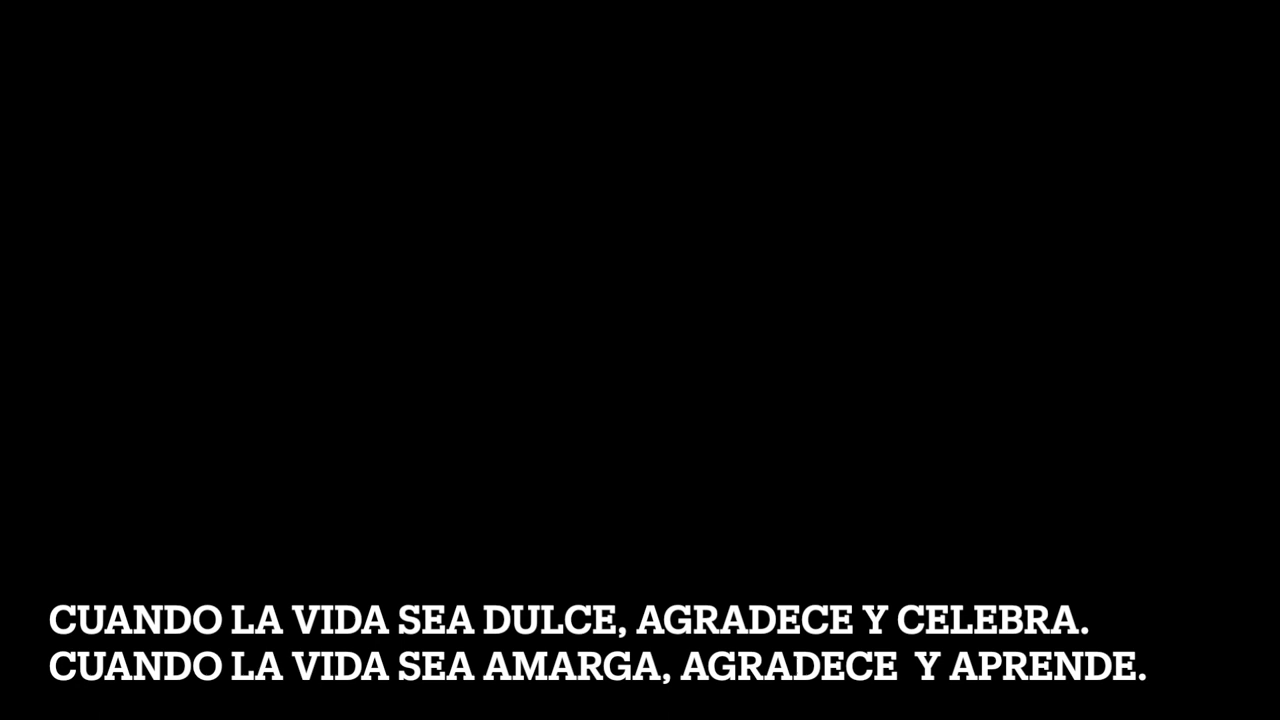 CUANDO LA VIDA SEA DULCE, AGRADECE Y CELEBRA.
CUANDO LA VIDA SEA AMARGA, AGRADECE  Y APRENDE.